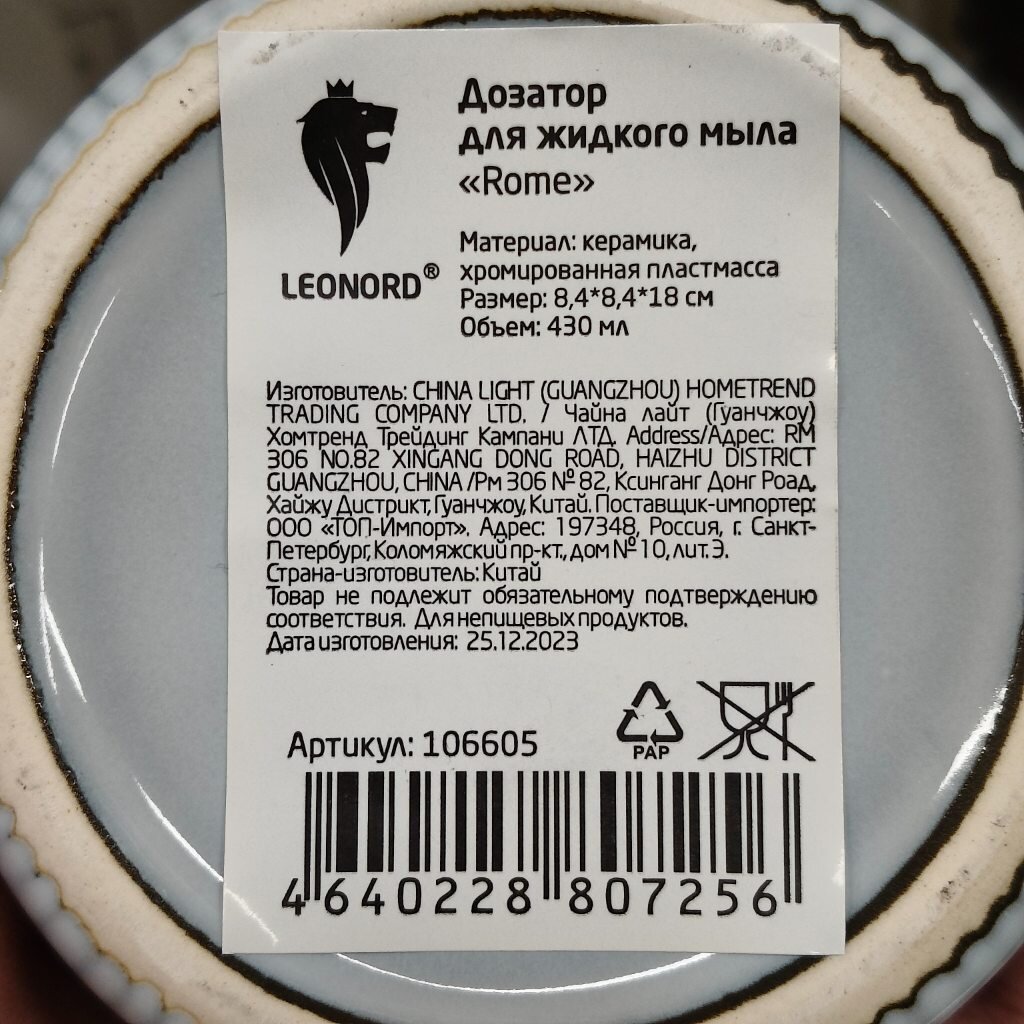 Дозатор
для жидкого мыла
«Rome»
LEONORD®
Материал: керамика,
хромированная пластмасса
Размер: 8,4*8,4*18 см
Объем: 430 мл
Изготовитель: CHINA LIGHT (GUANGZHOU) HOMETREND
TRADING COMPANY LTD. / Чайна лайт (Гуанчжоу)
Хомтренд Трейдинг Кампани ЛТД. Address/Адрес: RM
306 NO.82 XINGANG DONG ROAD, HAIZHU DISTRICT
GUANGZHOU, CHINA /Рм 306 № 82, Ксинганг Донг Роад,
Хайжу Дистрикт, Гуанчжоу, Китай. Поставщик-импортер:
ООО «ТОП-Импорт». Адрес: 197348, Россия, г. Санкт-
Петербург, Коломяжский пр-кт., дом № 10, лит. Э.
Страна-изготовитель: Китай
Товар не подлежит обязательному подтверждению
соответствия. Для непищевых продуктов.
Дата изготовления: 25.12.2023
Артикул: 106605
PAP
4 640228 807256